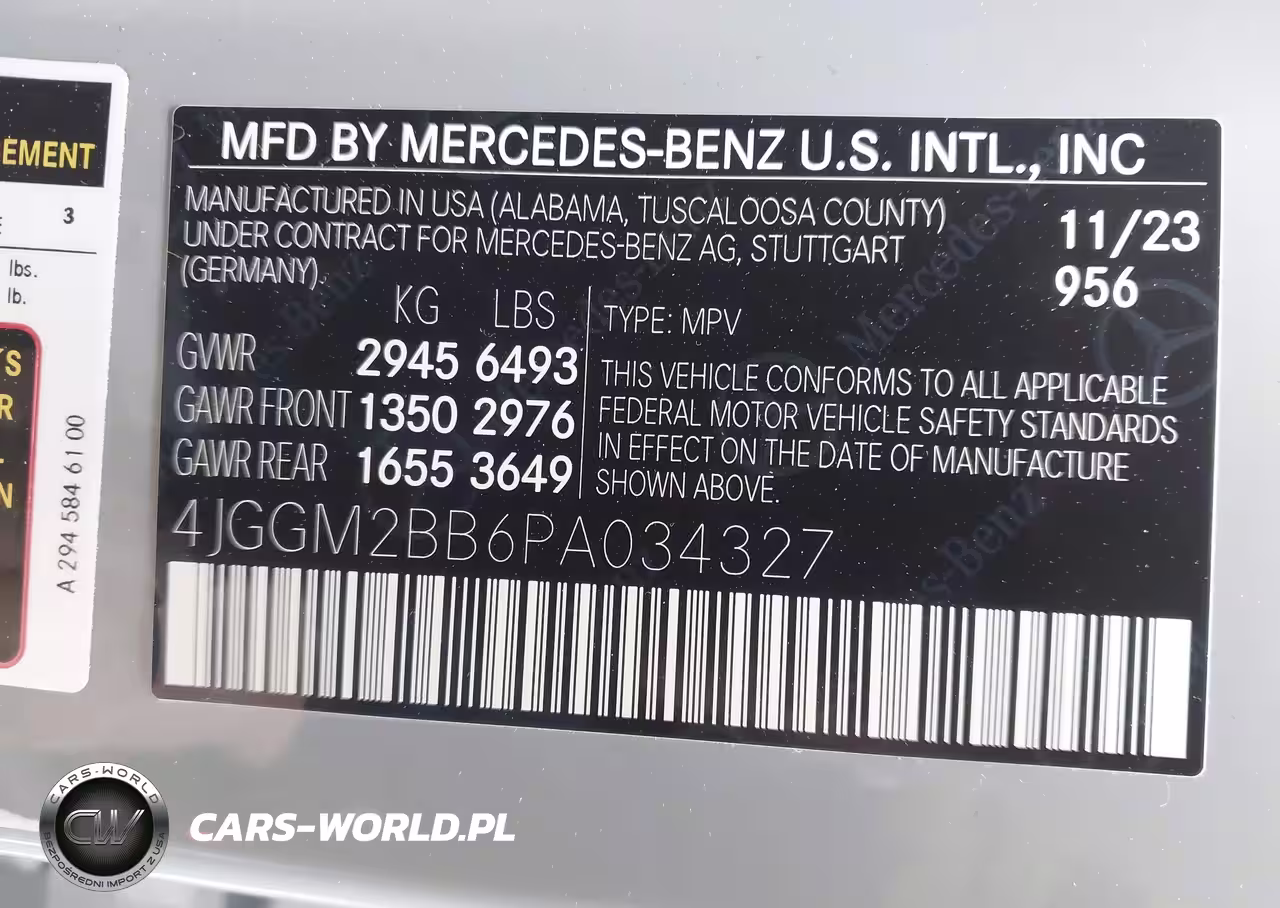 EMENT
3
lbs.
lb.
A 294 584 61 00
MFD BY MERCEDES-BENZ U.S. INTL., INC
MANUFACTURED IN USA (ALABAMA, TUSCALOOSA COUNTY)
UNDER CONTRACT FOR MERCEDES-BENZ AG, STUTTGART
(GERMANY).
11/23
956
KG LBS
GVWR 2945 6493
GAWR FRONT 1350 2976
GAWR REAR 1655 3649
TYPE: MPV
THIS VEHICLE CONFORMS TO ALL APPLICABLE
FEDERAL MOTOR VEHICLE SAFETY STANDARDS
IN EFFECT ON THE DATE OF MANUFACTURE
SHOWN ABOVE.
4JGGM2BB6PA034327
CARS-WORLD
CW
BEZPOŚREDNI IMPORT Z USA
CARS-WORLD.PL